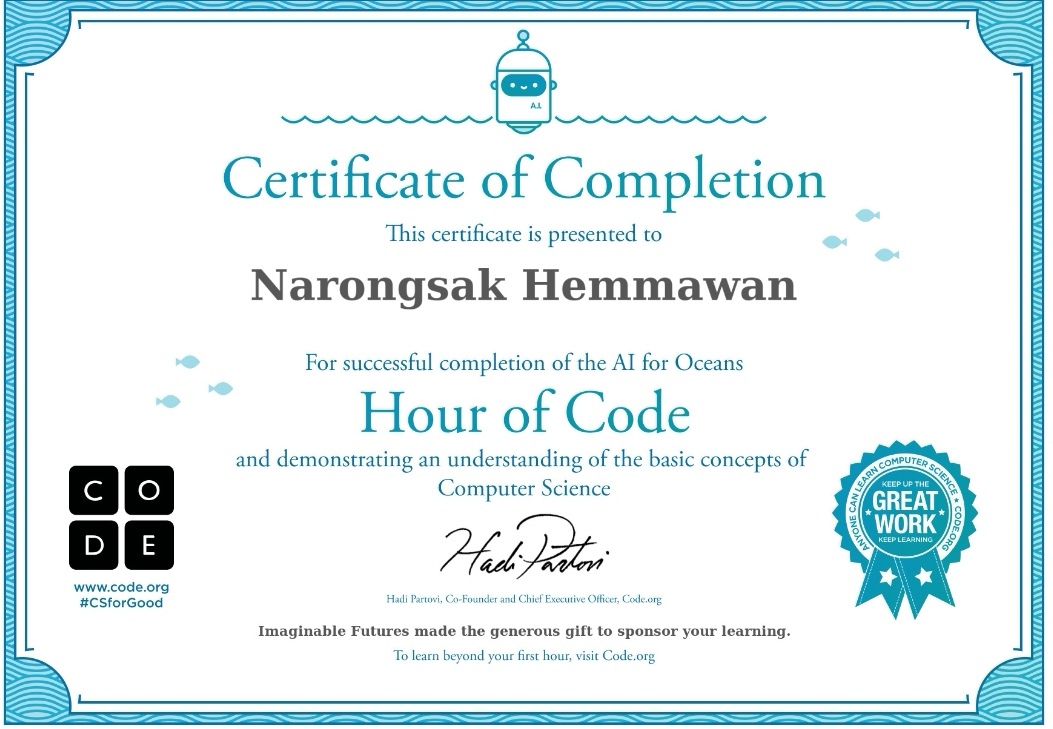 A.I.
Certificate of Completion
This certificate is presented to
Narongsak Hemmawan
For successful completion of the AI for Oceans
Hour of Code
and demonstrating an understanding of the basic concepts of
Computer Science
C O
D E
www.code.org
#CSforGood
ANYONE CAN LEARN COMPUTER SCIENCE ★ CODE.ORG ★
KEEP UP THE
GREAT
WORK
KEEP LEARNING
Hadi Partovi
Hadi Partovi, Co-Founder and Chief Executive Officer, Code.org
Imaginable Futures made the generous gift to sponsor your learning.
To learn beyond your first hour, visit Code.org